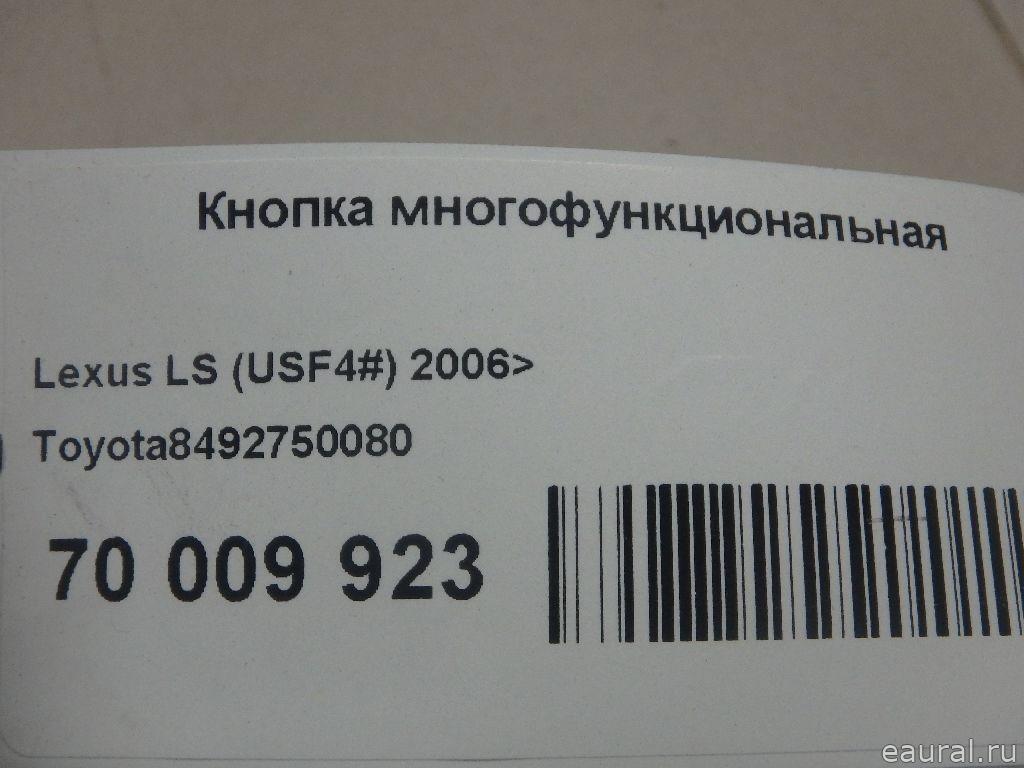 Кнопка многофункциональная
Lexus LS (USF4#) 2006>
Toyota8492750080
70 009 923
eaural.ru